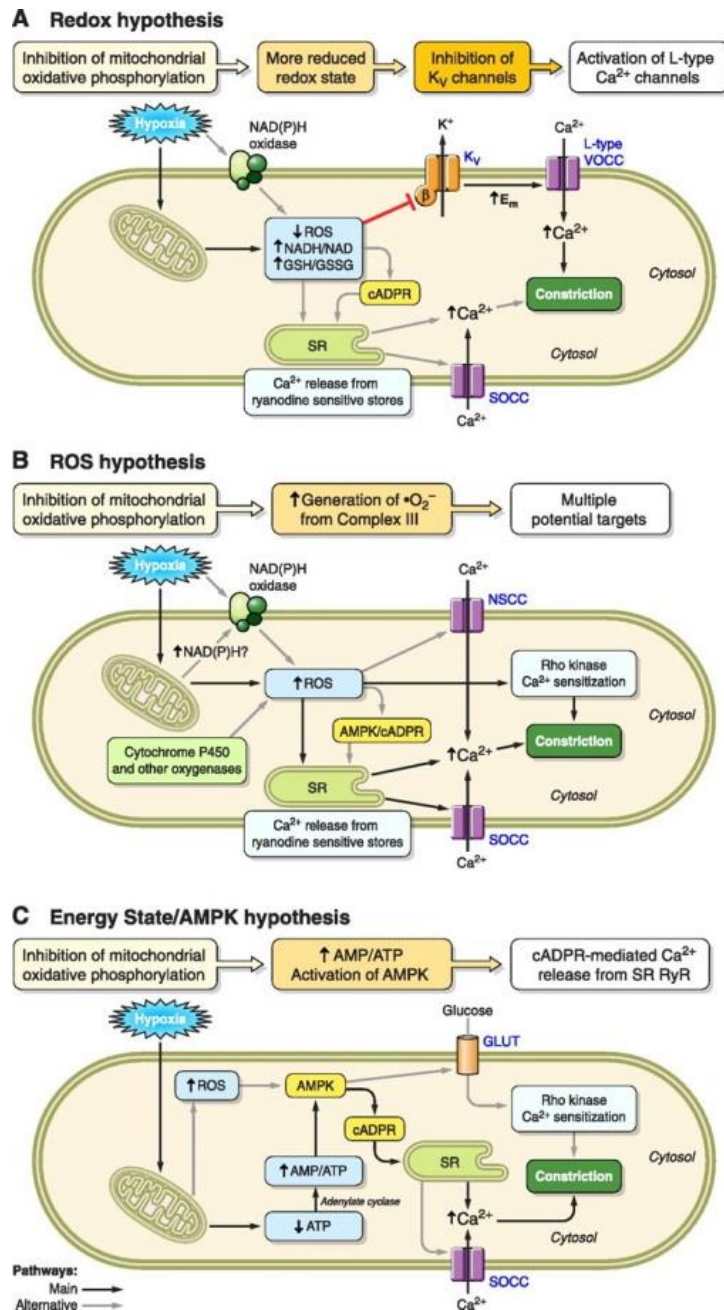 A Redox hypothesis
Inhibition of mitochondrial
oxidative phosphorylation
More reduced
redox state
Inhibition of
KV channels
Activation of L-type
Ca2+ channels
Hypoxia
NAD(P)H
oxidase
K+
KV
β
Ca2+
L-type
VOCC
↑Em
↓ROS
↑NADH/NAD
↑GSH/GSSG
↑Ca2+
cADPR
Cytosol
Constriction
↑Ca2+
SR
Cytosol
Ca2+ release from
ryanodine sensitive stores
SOCC
Ca2+
B ROS hypothesis
Inhibition of mitochondrial
oxidative phosphorylation
↑Generation of •O2−
from Complex III
Multiple
potential targets
Hypoxia
NAD(P)H
oxidase
Ca2+
NSCC
↑NAD(P)H?
↑ROS
Rho kinase
Ca2+ sensitization
AMPK/cADPR
Cytosol
Cytochrome P450
and other oxygenases
↑Ca2+
Constriction
SR
Cytosol
Ca2+ release from
ryanodine sensitive stores
SOCC
Ca2+
C Energy State/AMPK hypothesis
Inhibition of mitochondrial
oxidative phosphorylation
↑ AMP/ATP
Activation of AMPK
cADPR-mediated Ca2+
release from SR RyR
Hypoxia
Glucose
GLUT
↑ROS
AMPK
Rho kinase
Ca2+ sensitization
cADPR
↑AMP/ATP
SR
Constriction
Cytosol
Adenylate cyclase
↓ATP
↑Ca2+
Cytosol
Pathways:
Main
Alternative
SOCC
Ca2+